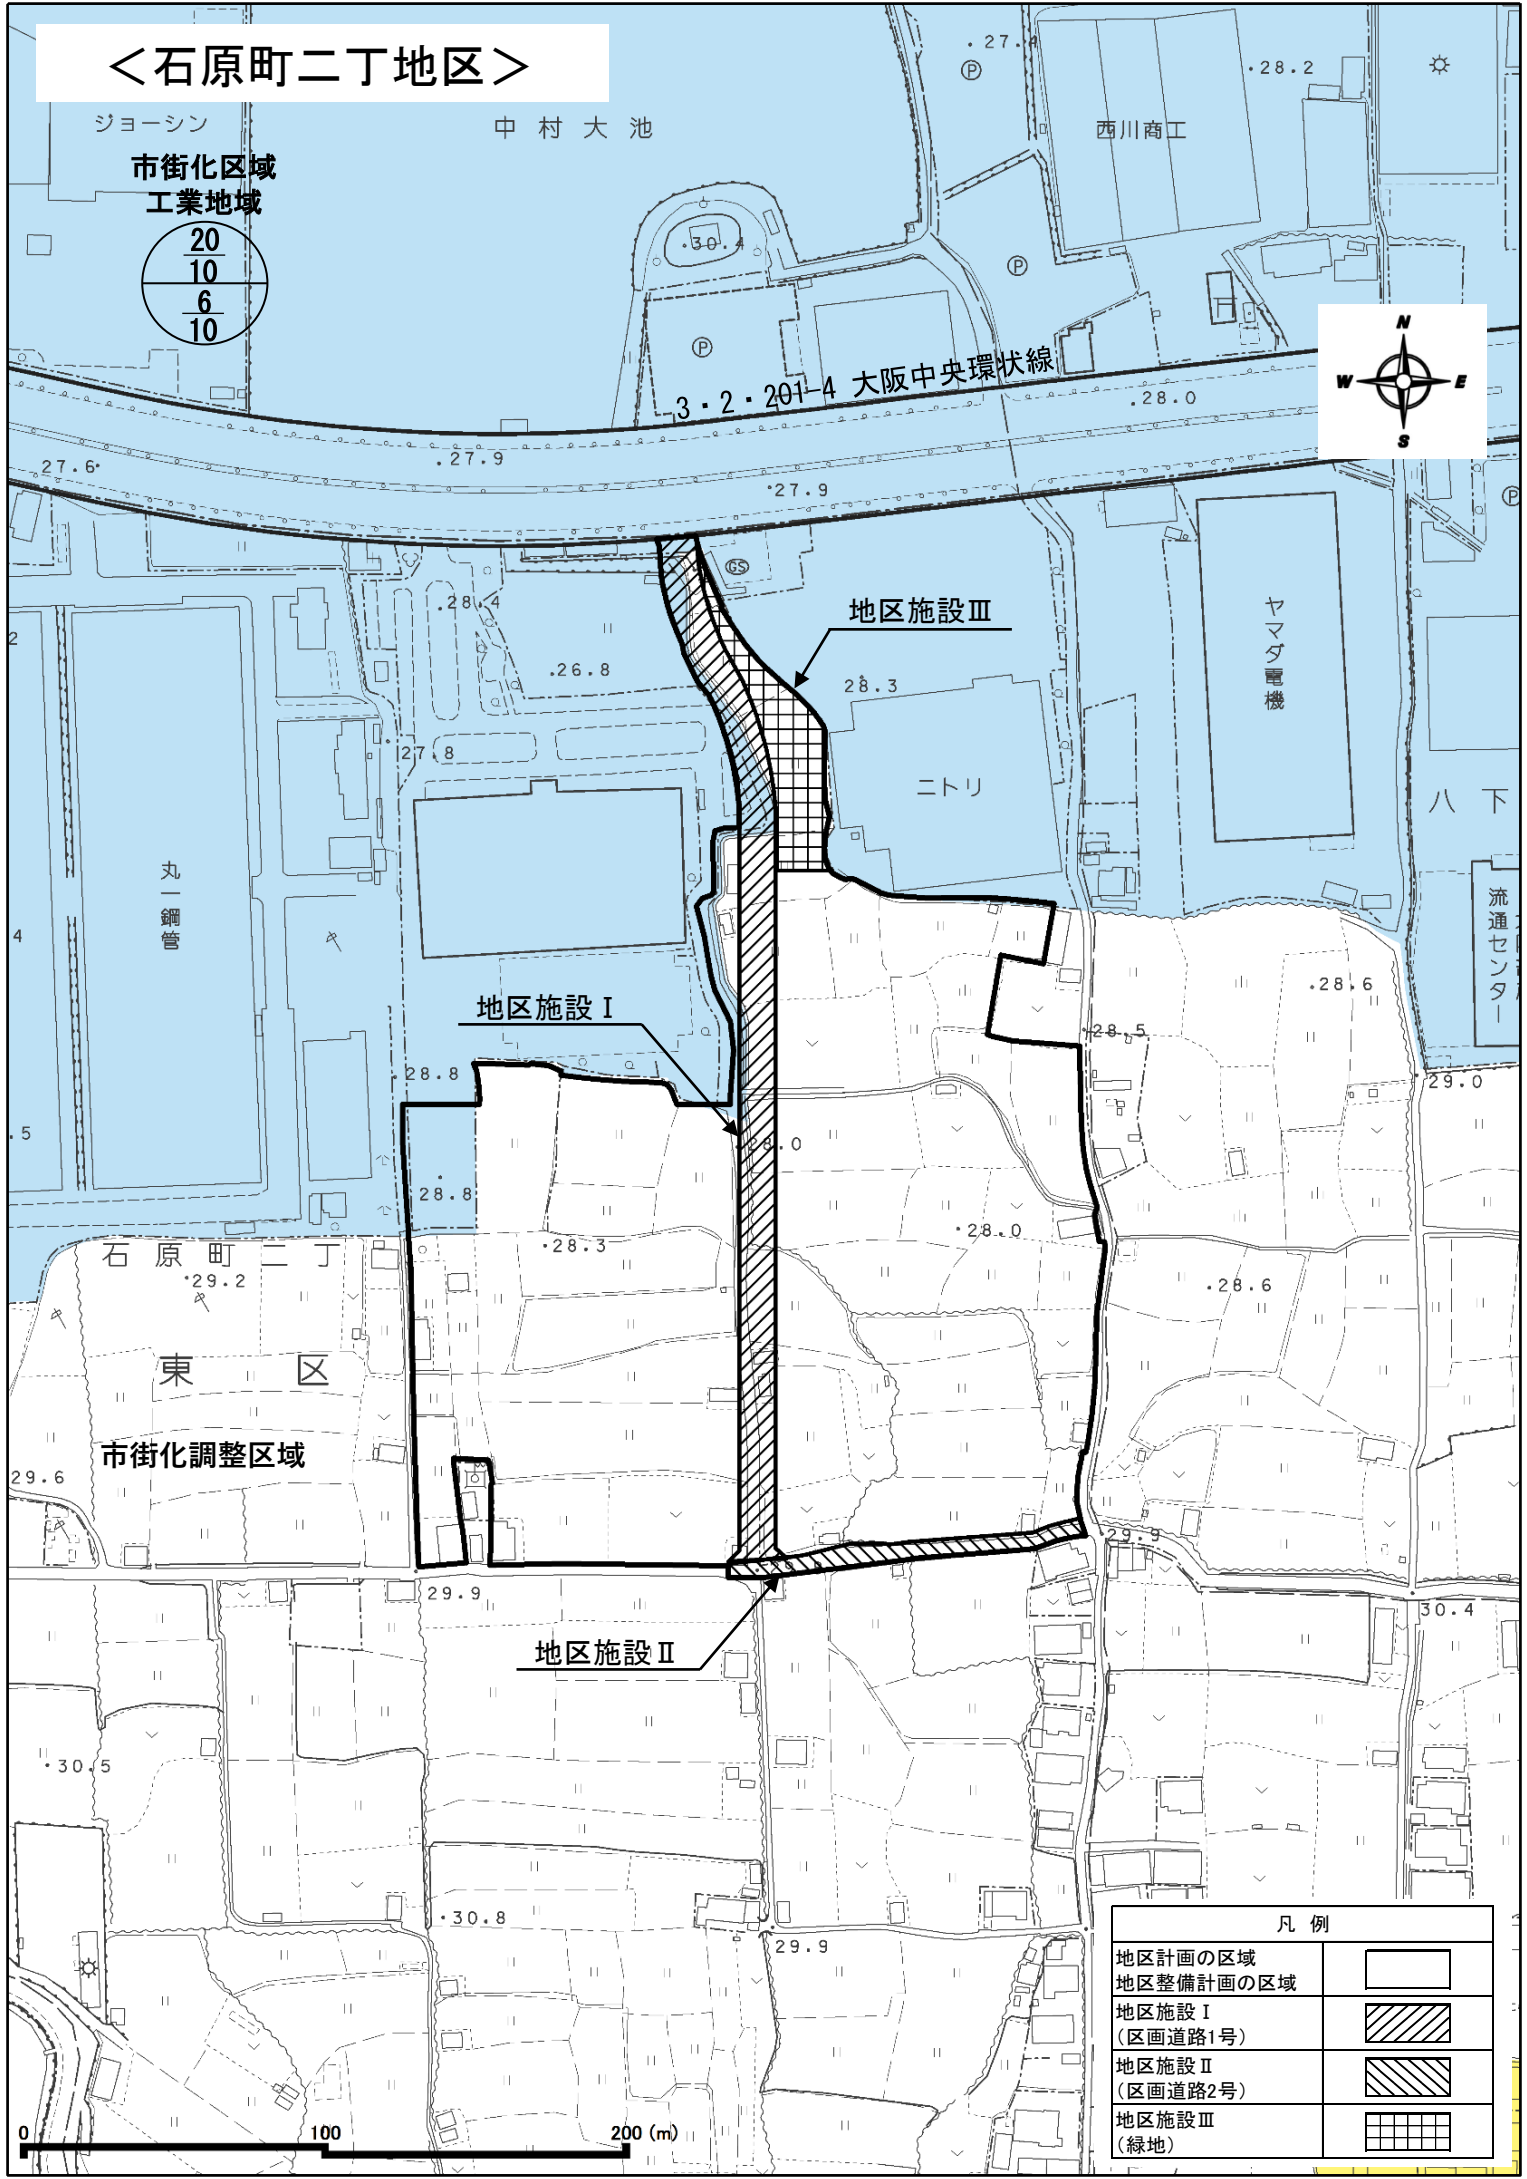 ＜石原町二丁地区＞
ジョーシン
中村大池
西川商工
27.4
28.2
市街化区域
工業地域
20
10
6
10
30.4
P
P
P
P
3・2・201-4 大阪中央環状線
28.0
N
W E
S
27.6
27.9
27.9
GS
28.4
26.8
地区施設Ⅲ
28.3
27.8
ニトリ
ヤマダ電機
八下
丸一鋼管
流通センター
2
4
.5
地区施設Ⅰ
28.6
28.5
28.8
29.0
28.0
28.8
28.3
28.0
石原町二丁
29.2
28.6
東区
市街化調整区域
29.6
29.9
29.9
30.4
地区施設Ⅱ
30.5
30.8
29.9
凡例
地区計画の区域
地区整備計画の区域
地区施設Ⅰ
（区画道路1号）
地区施設Ⅱ
（区画道路2号）
地区施設Ⅲ
（緑地）
0 100 200 (m)